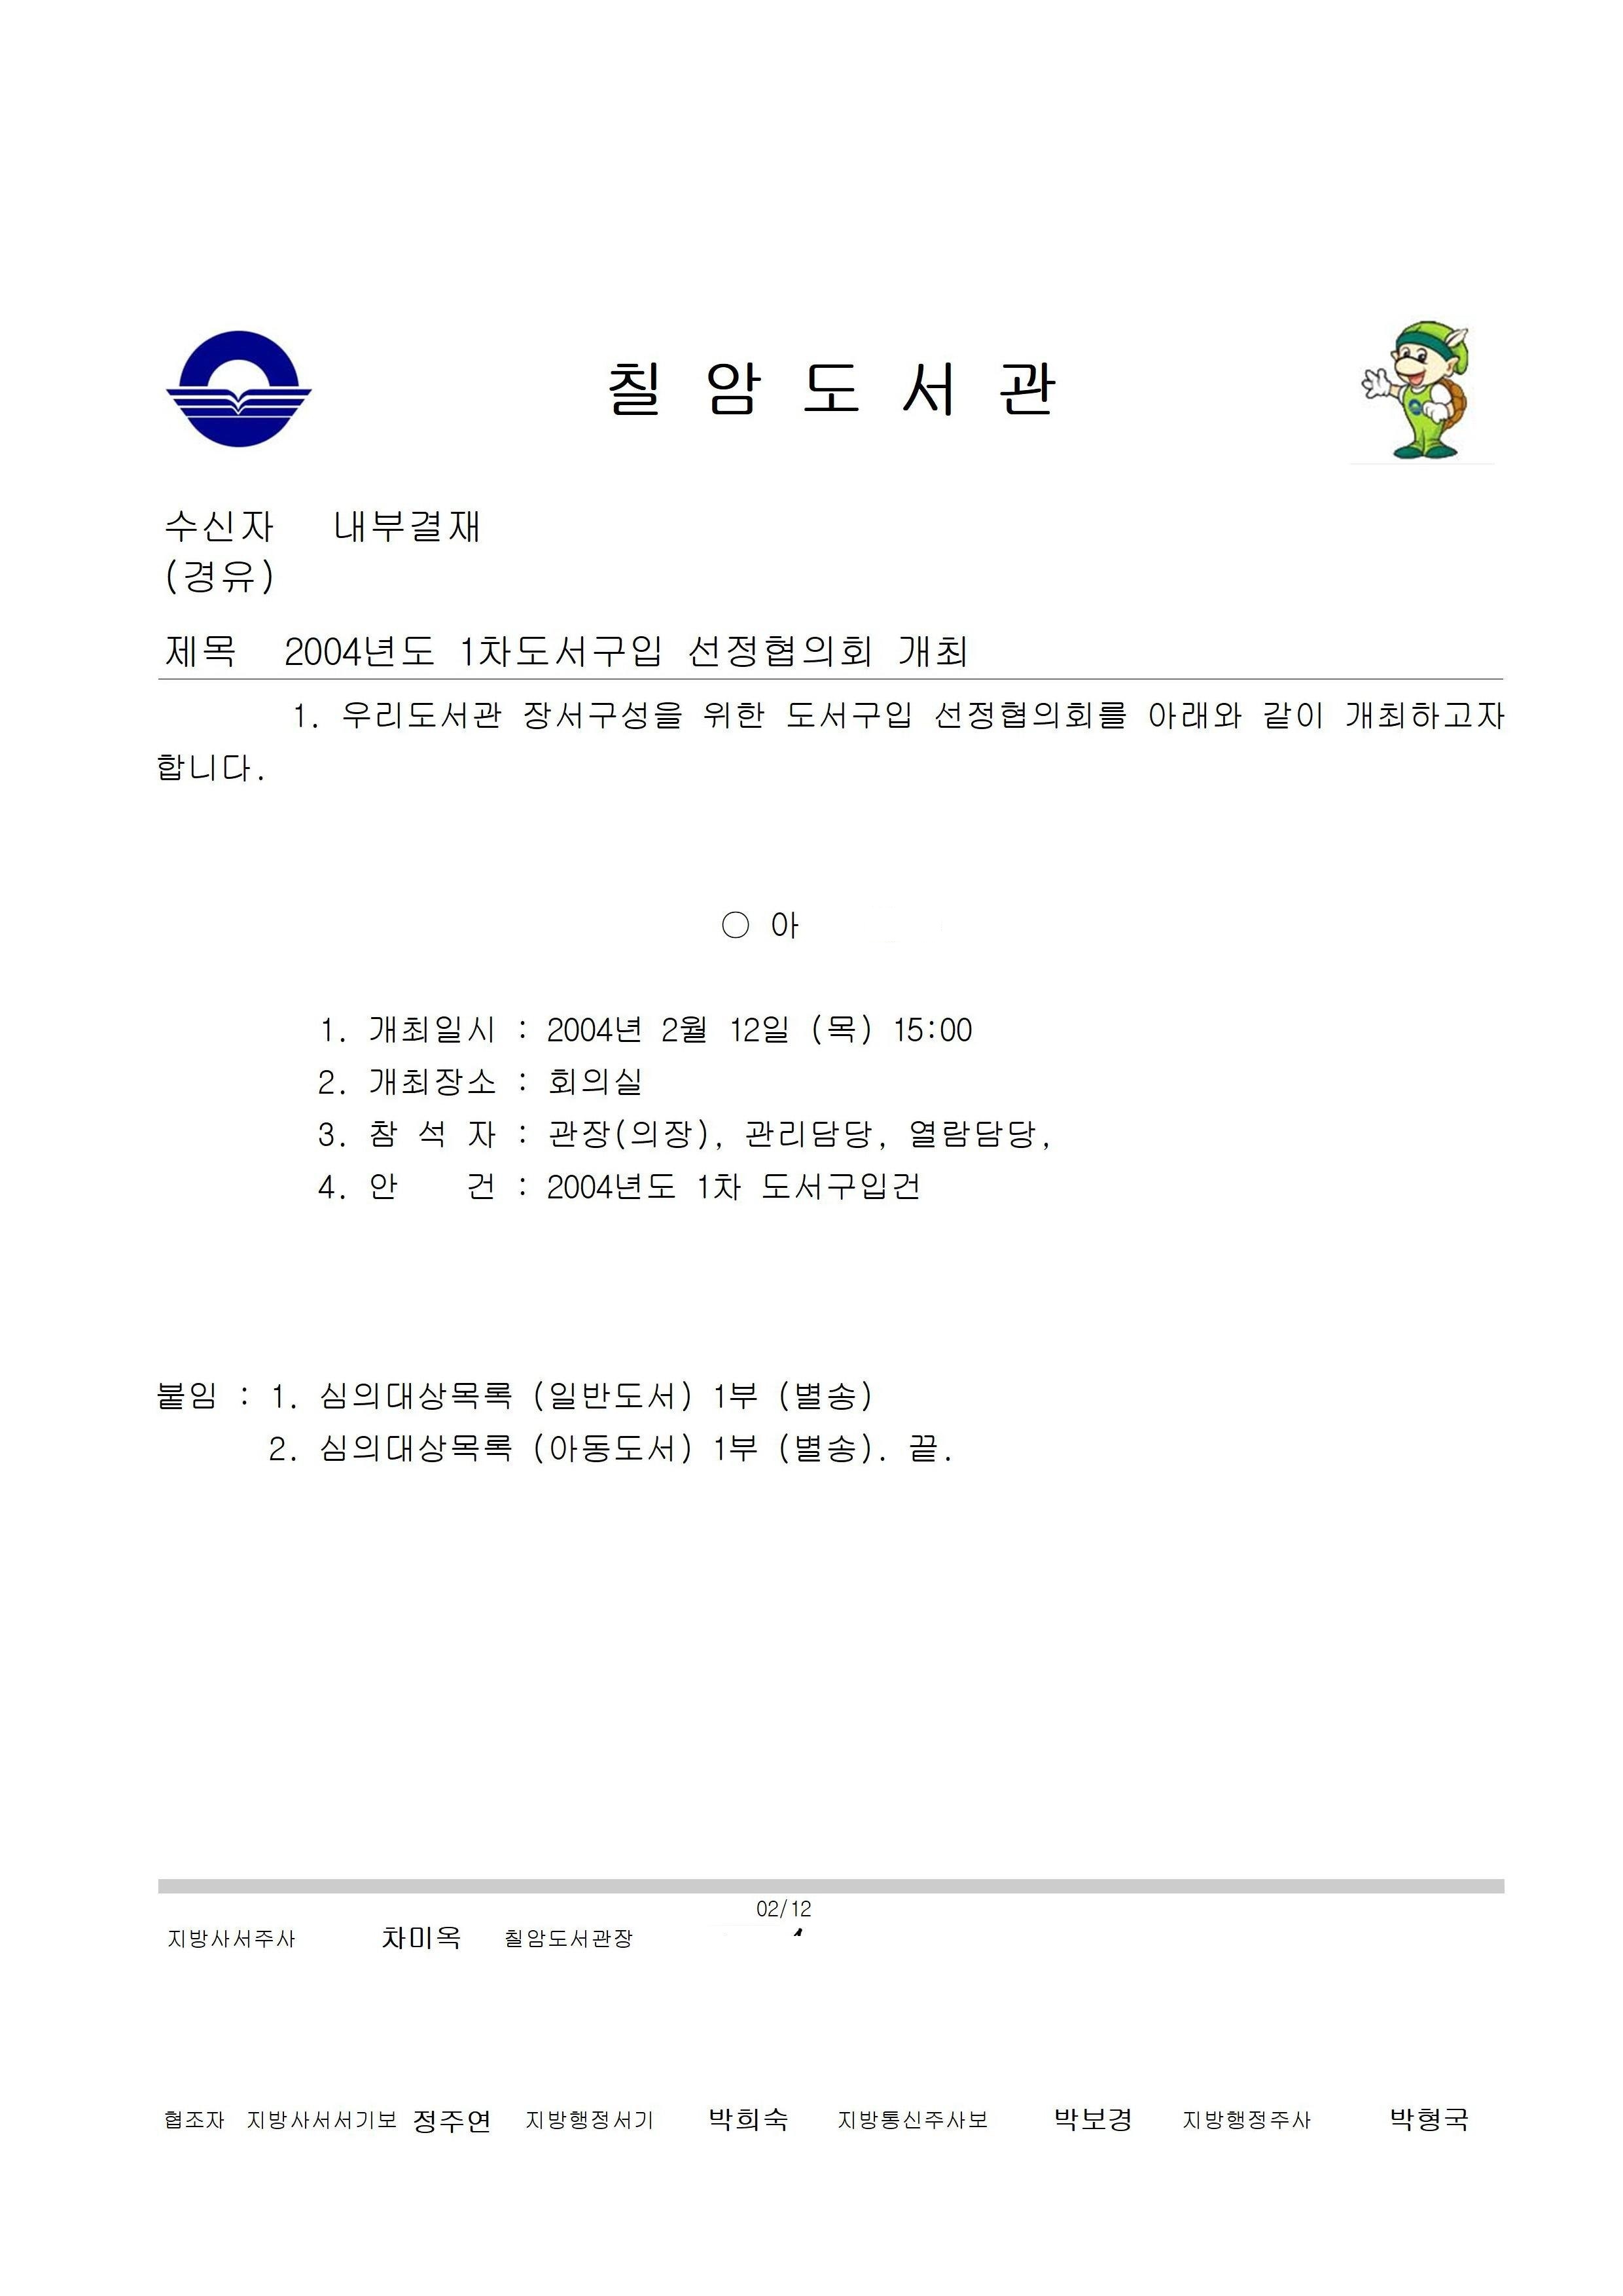 칠 암 도 서 관
수신자 내부결재
(경유)
제목 2004년도 1차도서구입 선정협의회 개최
1. 우리도서관 장서구성을 위한 도서구입 선정협의회를 아래와 같이 개최하고자
합니다.
○ 아
1. 개최일시 : 2004년 2월 12일 (목) 15:00
2. 개최장소 : 회의실
3. 참 석 자 : 관장(의장), 관리담당, 열람담당,
4. 안 건 : 2004년도 1차 도서구입건
붙임 : 1. 심의대상목록 (일반도서) 1부 (별송)
2. 심의대상목록 (아동도서) 1부 (별송). 끝.
02/12
지방사서주사 차미옥 칠암도서관장
협조자 지방사서서기보 정주연 지방행정서기 박희숙 지방통신주사보 박보경 지방행정주사 박형국